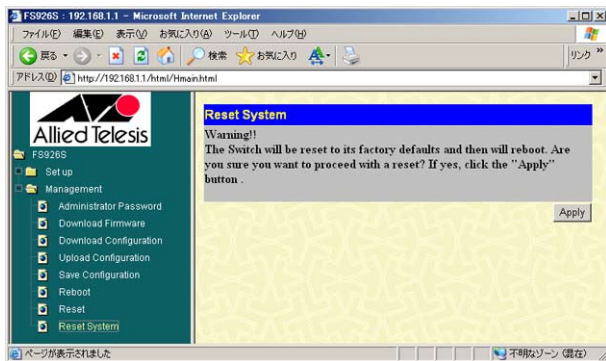 FS926S : 192.168.1.1 - Microsoft Internet Explorer
ファイル(F) 編集(E) 表示(V) お気に入り(A) ツール(T) ヘルプ(H)
戻る 検索 お気に入り リンク »
アドレス(D) http://192.168.1.1/html/Hmain.html
Allied Telesis
FS926S
Set up
Management
Administrator Password
Download Firmware
Download Configuration
Upload Configuration
Save Configuration
Reboot
Reset
Reset System
Reset System
Warning!!
The Switch will be reset to its factory defaults and then will reboot. Are
you sure you want to proceed with a reset? If yes, click the "Apply"
button .
Apply
ページが表示されました 不明なゾーン (混在)